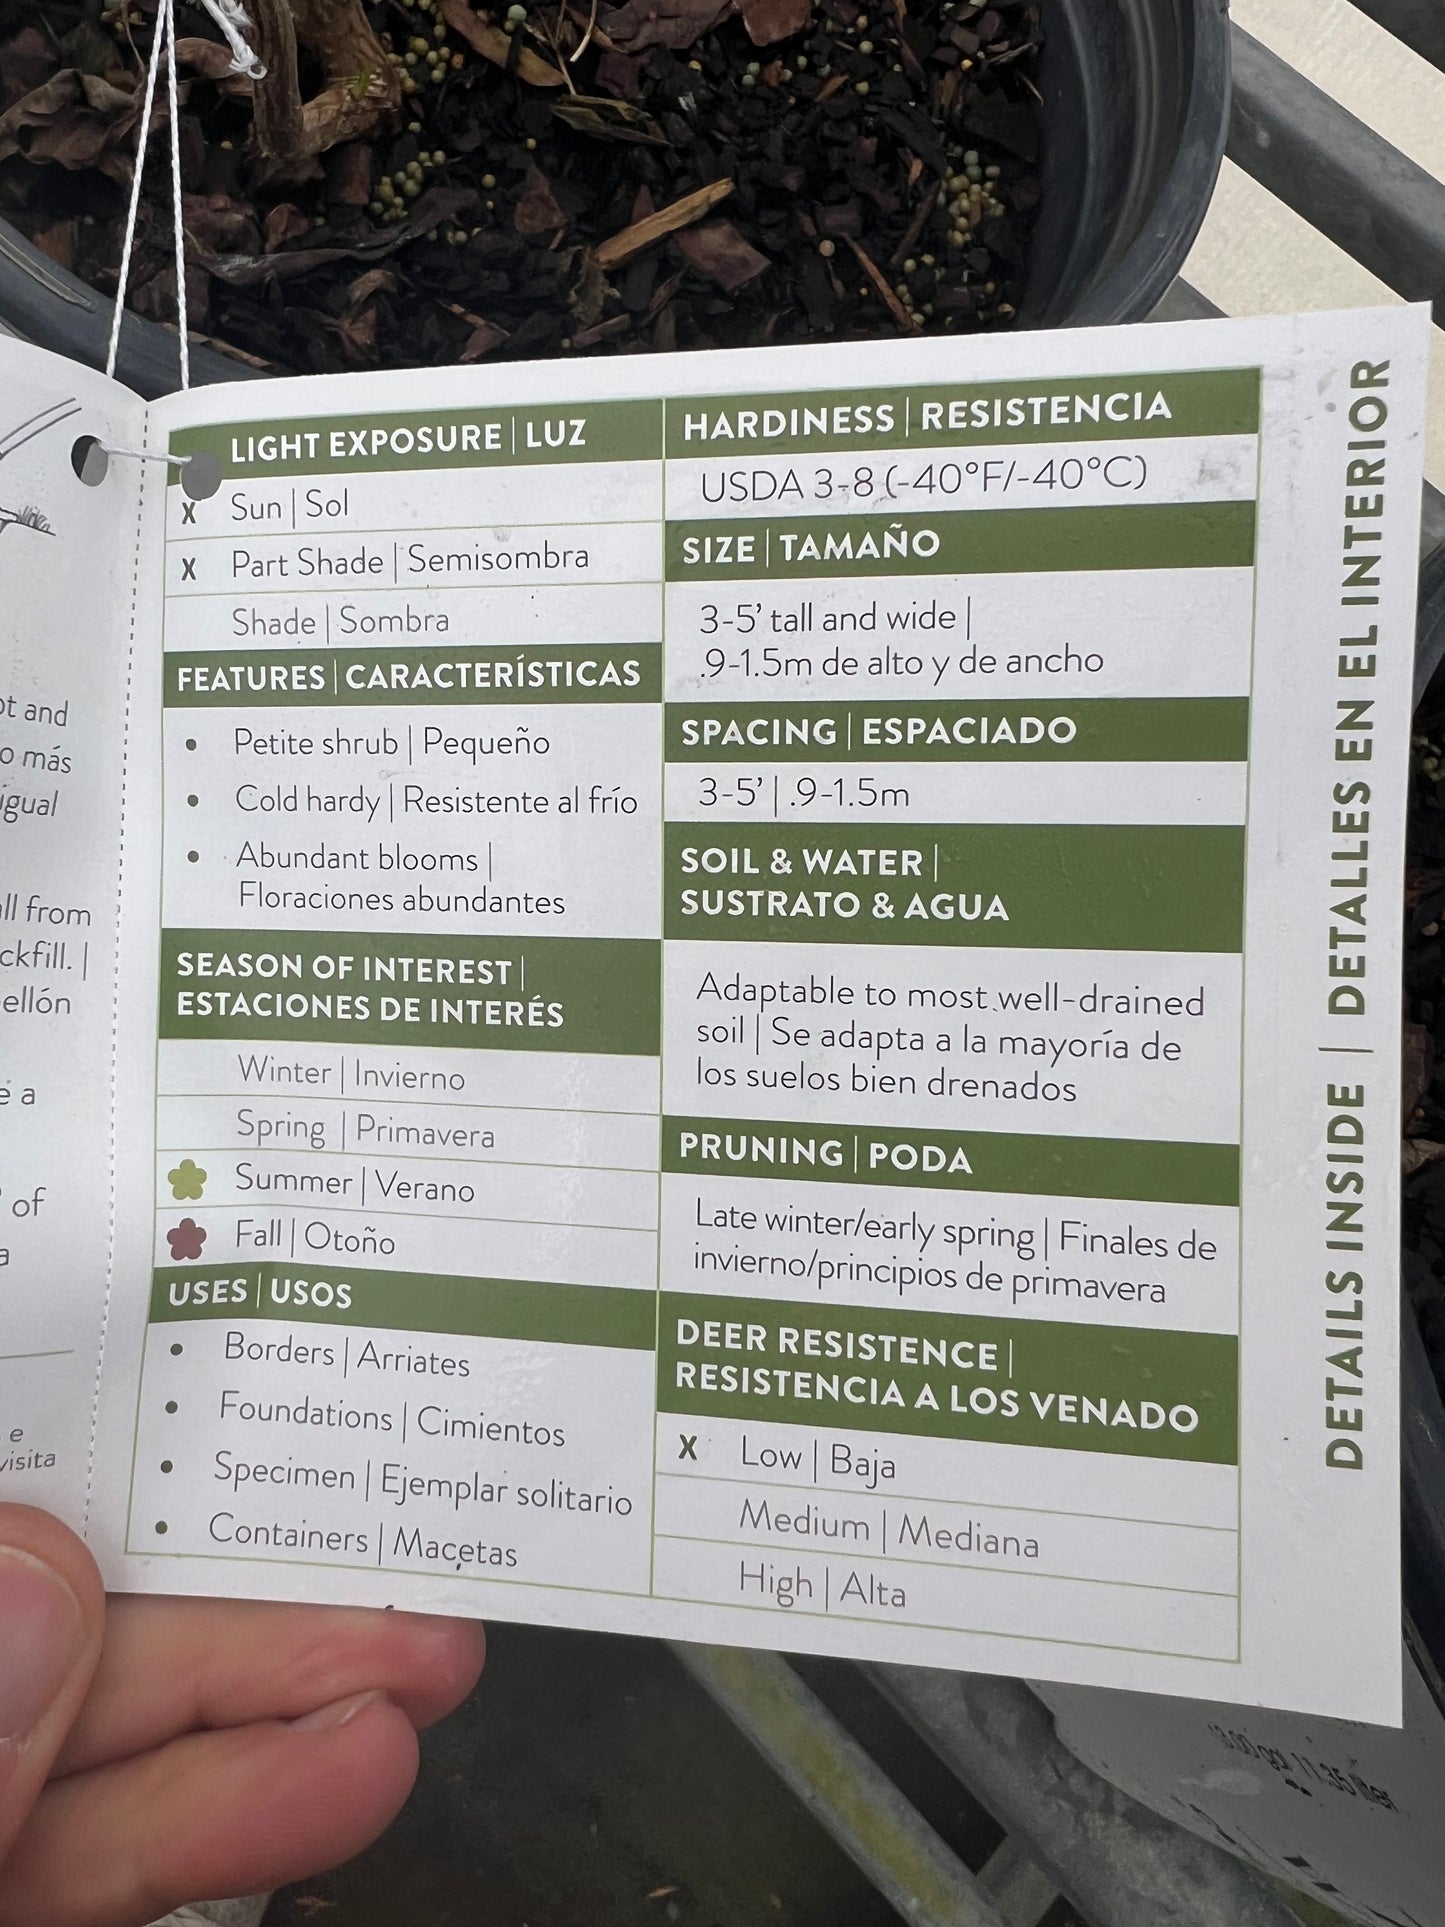 ot and
o más
igual
ll from
ckfill. |
ellón
é a
of
a
e
visita
LIGHT EXPOSURE | LUZ
X Sun | Sol
X Part Shade | Semisombra
Shade | Sombra
FEATURES | CARACTERÍSTICAS
• Petite shrub | Pequeño
• Cold hardy | Resistente al frío
• Abundant blooms |
Floraciones abundantes
SEASON OF INTEREST |
ESTACIONES DE INTERÉS
Winter | Invierno
Spring | Primavera
Summer | Verano
Fall | Otoño
USES | USOS
• Borders | Arriates
• Foundations | Cimientos
• Specimen | Ejemplar solitario
• Containers | Macetas
HARDINESS | RESISTENCIA
USDA 3-8 (-40°F/-40°C)
SIZE | TAMAÑO
3-5' tall and wide |
.9-1.5m de alto y de ancho
SPACING | ESPACIADO
3-5' | .9-1.5m
SOIL & WATER |
SUSTRATO & AGUA
Adaptable to most well-drained
soil | Se adapta a la mayoría de
los suelos bien drenados
PRUNING | PODA
Late winter/early spring | Finales de
invierno/principios de primavera
DEER RESISTENCE |
RESISTENCIA A LOS VENADO
X Low | Baja
Medium | Mediana
High | Alta
DETAILS INSIDE | DETALLES EN EL INTERIOR